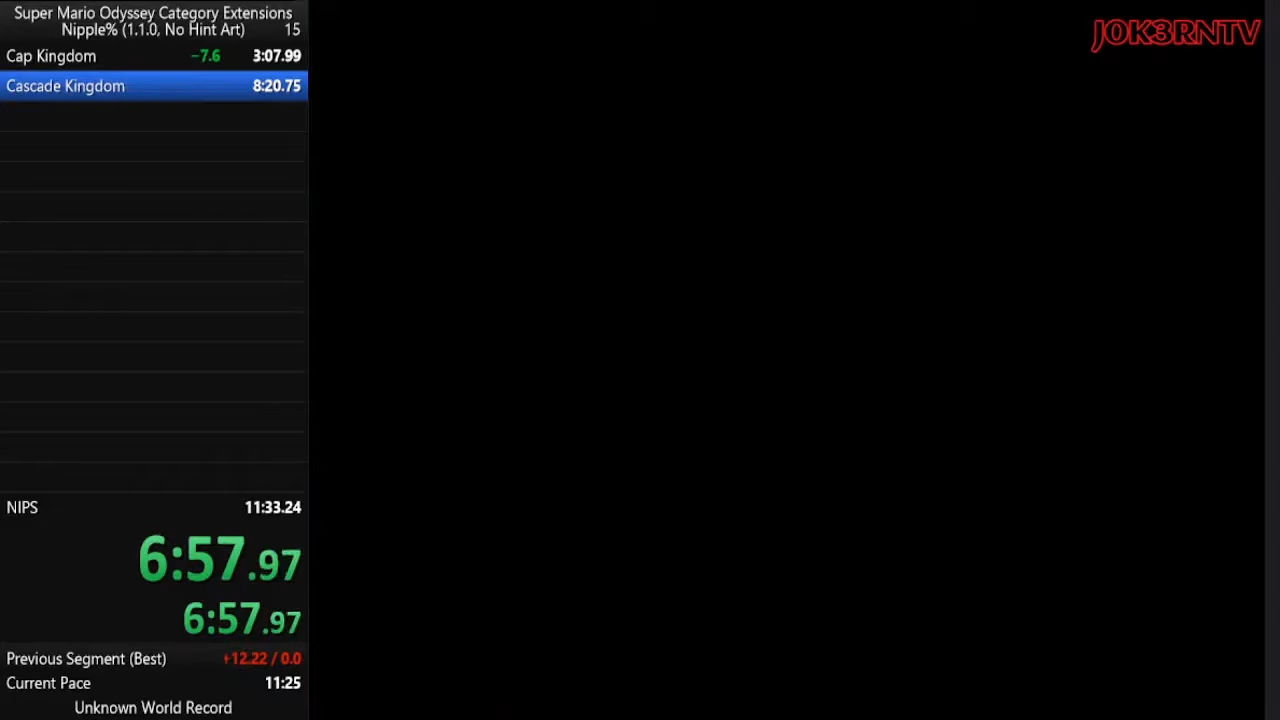 Super Mario Odyssey Category Extensions
Nipple% (1.1.0, No Hint Art) 15
Cap Kingdom −7.6 3:07.99
Cascade Kingdom 8:20.75
NIPS 11:33.24
6:57.97
6:57.97
Previous Segment (Best) +12.22 / 0.0
Current Pace 11:25
Unknown World Record
J0K3RNTV